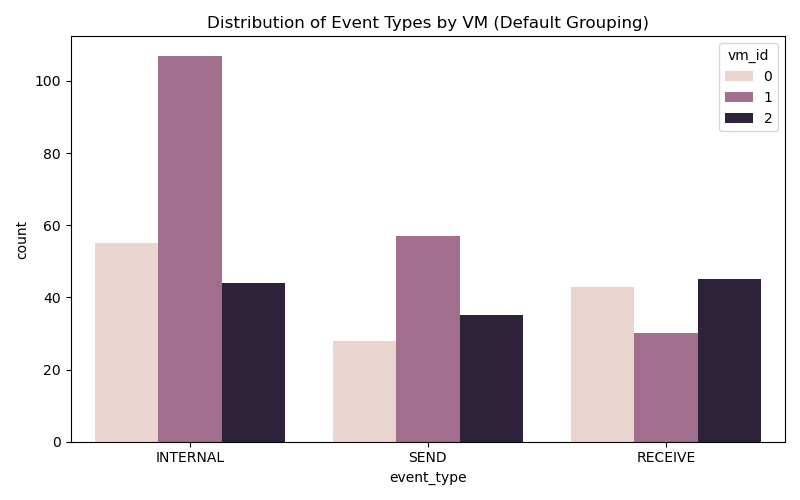 Distribution of Event Types by VM (Default Grouping)
vm_id
0
1
2
100
80
60
40
20
0
count
INTERNAL
SEND
RECEIVE
event_type